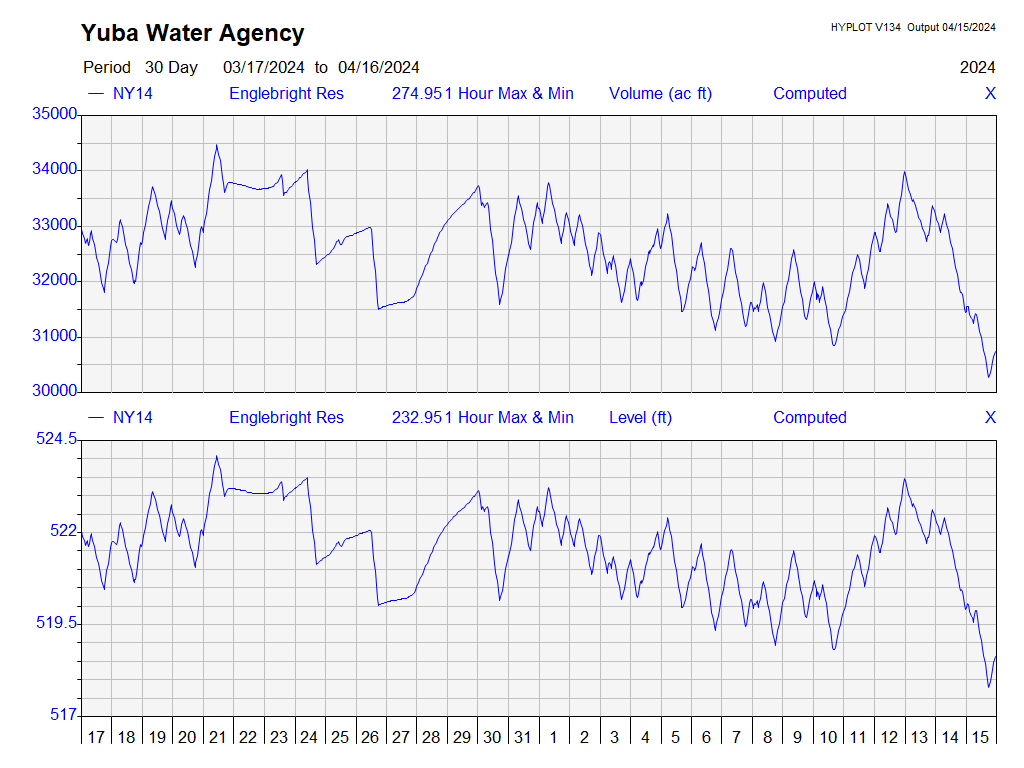 Yuba Water Agency
HYPLOT V134 Output 04/15/2024
Period 30 Day 03/17/2024 to 04/16/2024 2024
NY14 Englebright Res 274.951 Hour Max & Min Volume (ac ft) Computed X
35000
34000
33000
32000
31000
30000
NY14 Englebright Res 232.951 Hour Max & Min Level (ft) Computed X
524.5
522
519.5
517
17 18 19 20 21 22 23 24 25 26 27 28 29 30 31 1 2 3 4 5 6 7 8 9 10 11 12 13 14 15